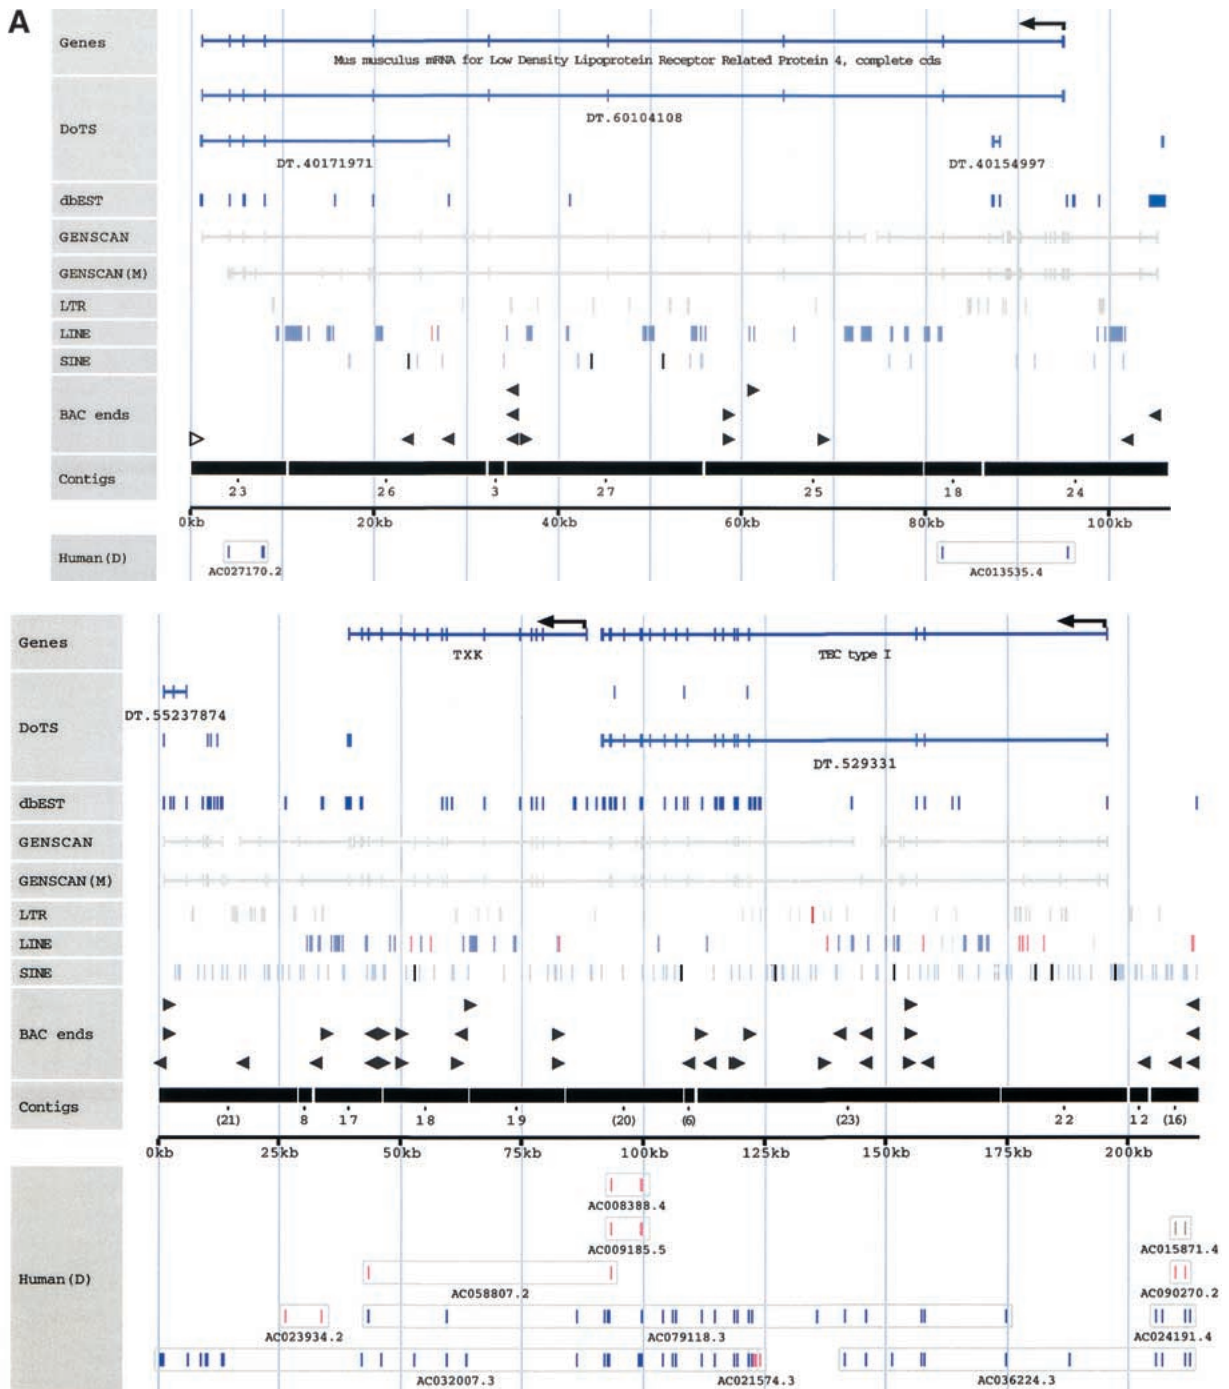 A
Genes
Mus musculus mRNA for Low Density Lipoprotein Receptor Related Protein 4, complete cds
DoTS
DT.60104108
DT.40171971
DT.40154997
dbEST
GENSCAN
GENSCAN(M)
LTR
LINE
SINE
BAC ends
Contigs
23 26 3 27 25 18 24
0kb 20kb 40kb 60kb 80kb 100kb
Human(D)
AC027170.2 AC013535.4
Genes
TXK TEC type I
DoTS
DT.55237874
DT.529331
dbEST
GENSCAN
GENSCAN(M)
LTR
LINE
SINE
BAC ends
Contigs
(21) 8 17 18 19 (20) (6) (23) 22 12 (16)
0kb 25kb 50kb 75kb 100kb 125kb 150kb 175kb 200kb
Human(D)
AC008388.4
AC009185.5 AC015871.4
AC058807.2 AC090270.2
AC023934.2 AC079118.3 AC024191.4
AC032007.3 AC021574.3 AC036224.3